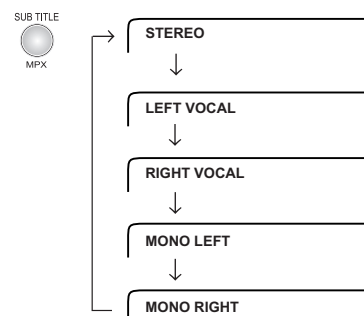 SUB TITLE
MPX
STEREO
LEFT VOCAL
RIGHT VOCAL
MONO LEFT
MONO RIGHT